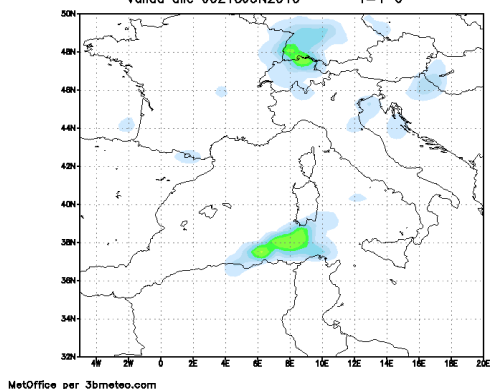 50N
48N
46N
44N
42N
40N
38N
36N
34N
32N
4W 2W 0 2E 4E 6E 8E 10E 12E 14E 16E 18E 20E
MetOffice per 3bmeteo.com